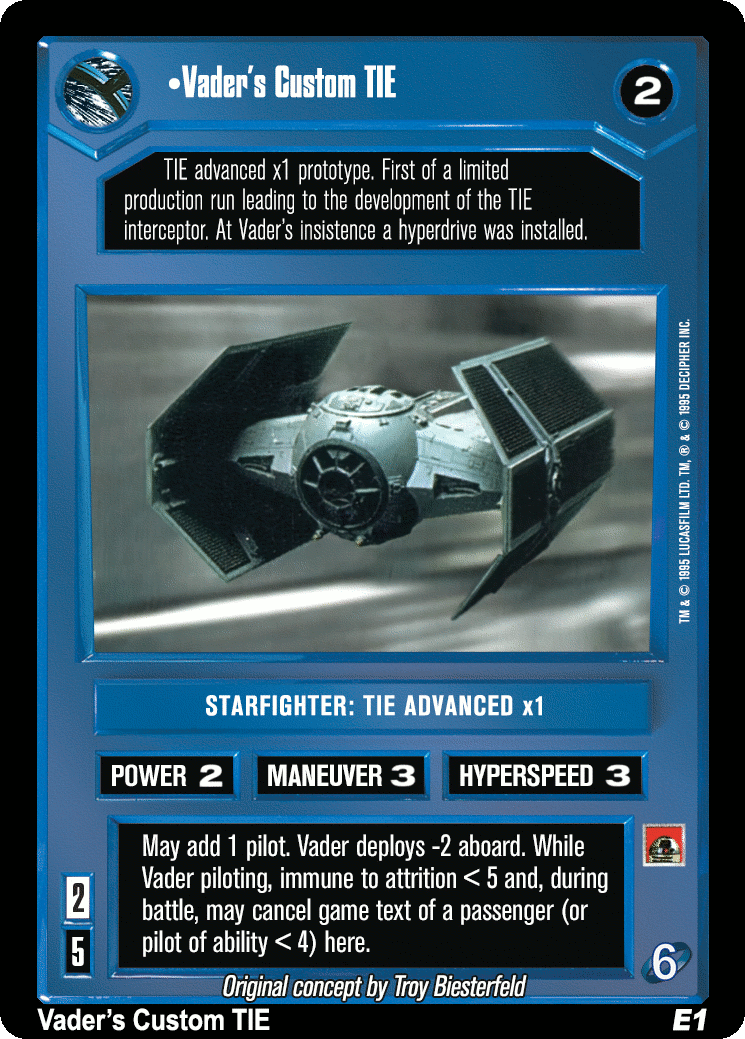 •Vader's Custom TIE
2
TIE advanced x1 prototype. First of a limited
production run leading to the development of the TIE
interceptor. At Vader's insistence a hyperdrive was installed.
TM & © 1995 LUCASFILM LTD. TM, ® & © 1995 DECIPHER INC.
STARFIGHTER: TIE ADVANCED x1
POWER 2 MANEUVER 3 HYPERSPEED 3
May add 1 pilot. Vader deploys -2 aboard. While
Vader piloting, immune to attrition < 5 and, during
battle, may cancel game text of a passenger (or
pilot of ability < 4) here.
2
5
6
Original concept by Troy Biesterfeld
Vader's Custom TIE E1